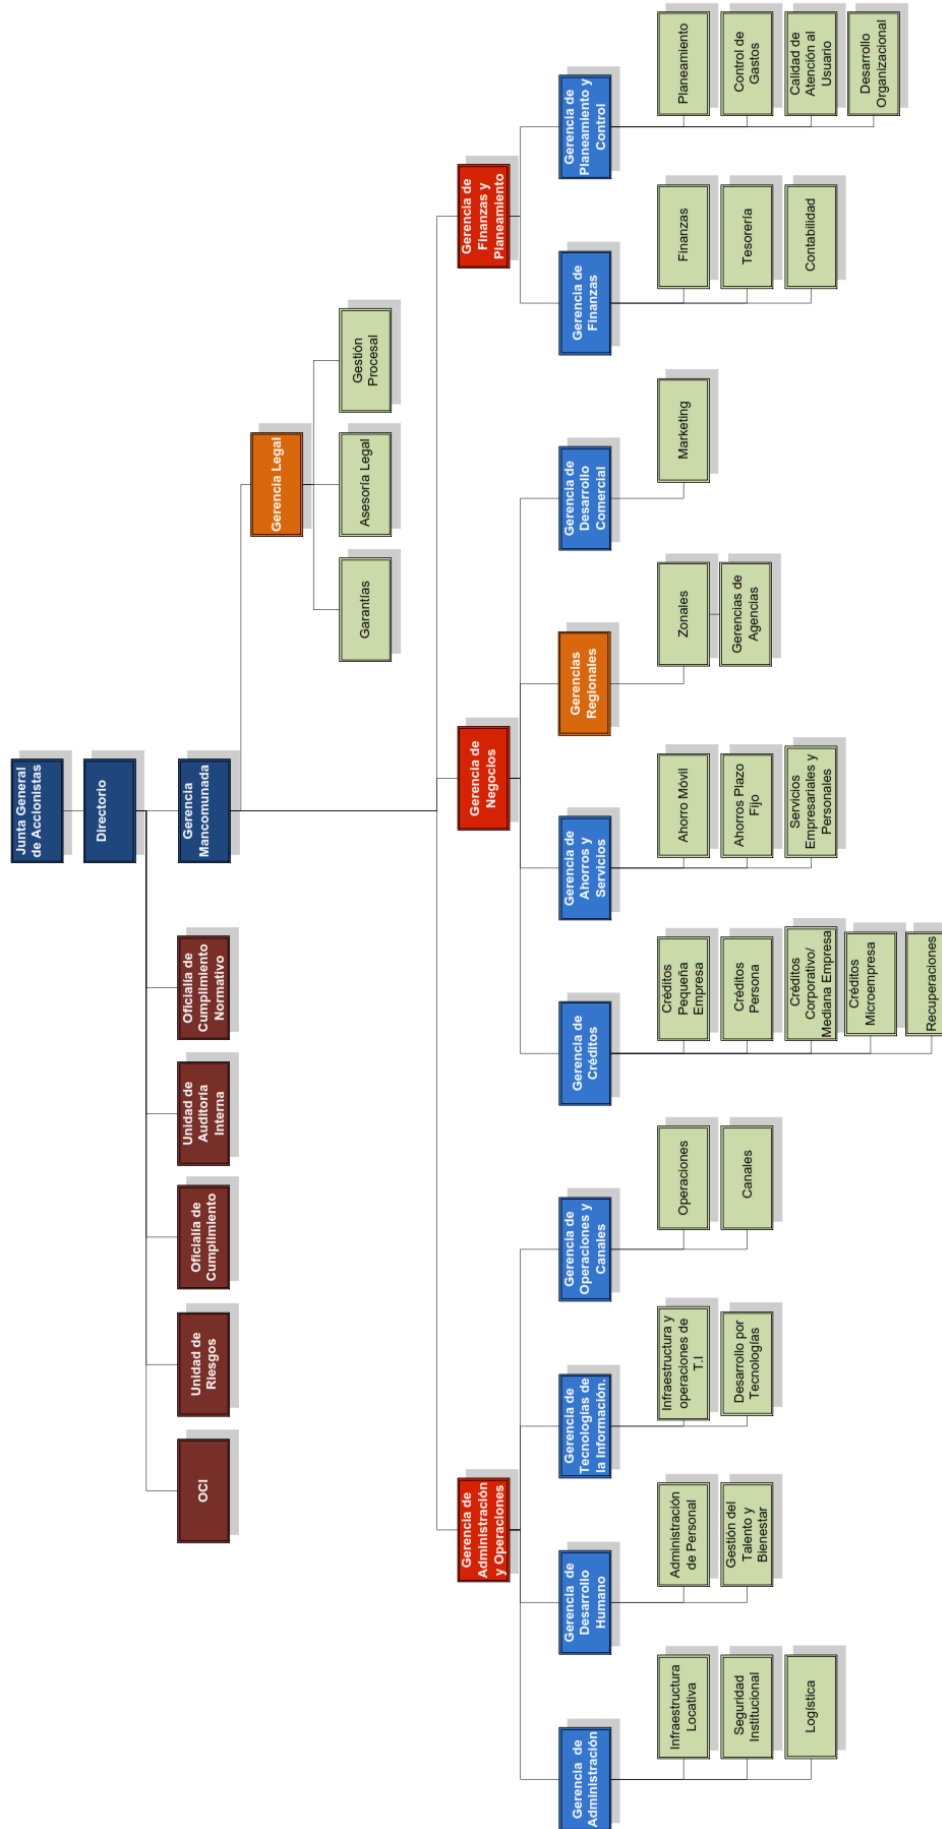 Junta General
de Accionistas
Directorio
Gerencia
Mancomunada
OCI
Unidad de
Riesgos
Oficialía de
Cumplimiento
Unidad de
Auditoría
Interna
Oficialía de
Cumplimiento
Normativo
Gerencia Legal
Garantías
Asesoría Legal
Gestión
Procesal
Gerencia de
Administración
y Operaciones
Gerencia de
Negocios
Gerencia de
Finanzas y
Planeamiento
Gerencia de
Administración
Gerencia de
Desarrollo
Humano
Gerencia de
Tecnologías de
la Información.
Gerencia de
Operaciones y
Canales
Gerencia de
Créditos
Gerencia de
Ahorros y
Servicios
Gerencias
Regionales
Gerencia de
Desarrollo
Comercial
Gerencia de
Finanzas
Gerencia de
Planeamiento y
Control
Infraestructura
Locativa
Seguridad
Institucional
Logística
Administración
de Personal
Gestión del
Talento y
Bienestar
Infraestructura y
operaciones de
T.I
Desarrollo por
Tecnologías
Operaciones
Canales
Créditos
Pequeña
Empresa
Créditos
Persona
Créditos
Corporativo/
Mediana Empresa
Créditos
Microempresa
Recuperaciones
Ahorro Móvil
Ahorros Plazo
Fijo
Servicios
Empresariales y
Personales
Zonales
Gerencias de
Agencias
Marketing
Finanzas
Tesorería
Contabilidad
Planeamiento
Control de
Gastos
Calidad de
Atención al
Usuario
Desarrollo
Organizacional